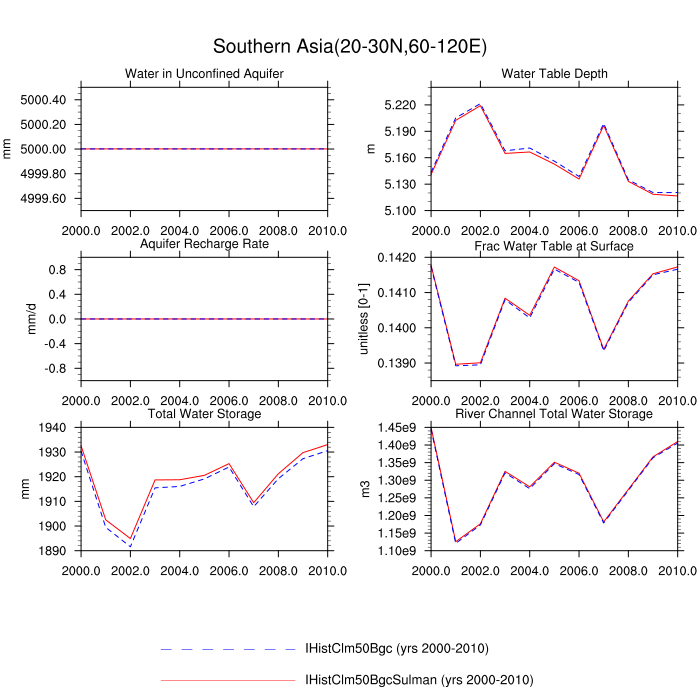 Southern Asia(20-30N,60-120E)
Water in Unconfined Aquifer
5000.40
5000.20
5000.00
4999.80
4999.60
mm
2000.0 2002.0 2004.0 2006.0 2008.0 2010.0
Water Table Depth
5.220
5.190
5.160
5.130
5.100
m
2000.0 2002.0 2004.0 2006.0 2008.0 2010.0
Aquifer Recharge Rate
0.8
0.4
0.0
-0.4
-0.8
mm/d
2000.0 2002.0 2004.0 2006.0 2008.0 2010.0
Frac Water Table at Surface
0.1420
0.1410
0.1400
0.1390
unitless [0-1]
2000.0 2002.0 2004.0 2006.0 2008.0 2010.0
Total Water Storage
1940
1930
1920
1910
1900
1890
mm
2000.0 2002.0 2004.0 2006.0 2008.0 2010.0
River Channel Total Water Storage
1.45e9
1.40e9
1.35e9
1.30e9
1.25e9
1.20e9
1.15e9
1.10e9
m3
2000.0 2002.0 2004.0 2006.0 2008.0 2010.0
IHistClm50Bgc (yrs 2000-2010)
IHistClm50BgcSulman (yrs 2000-2010)